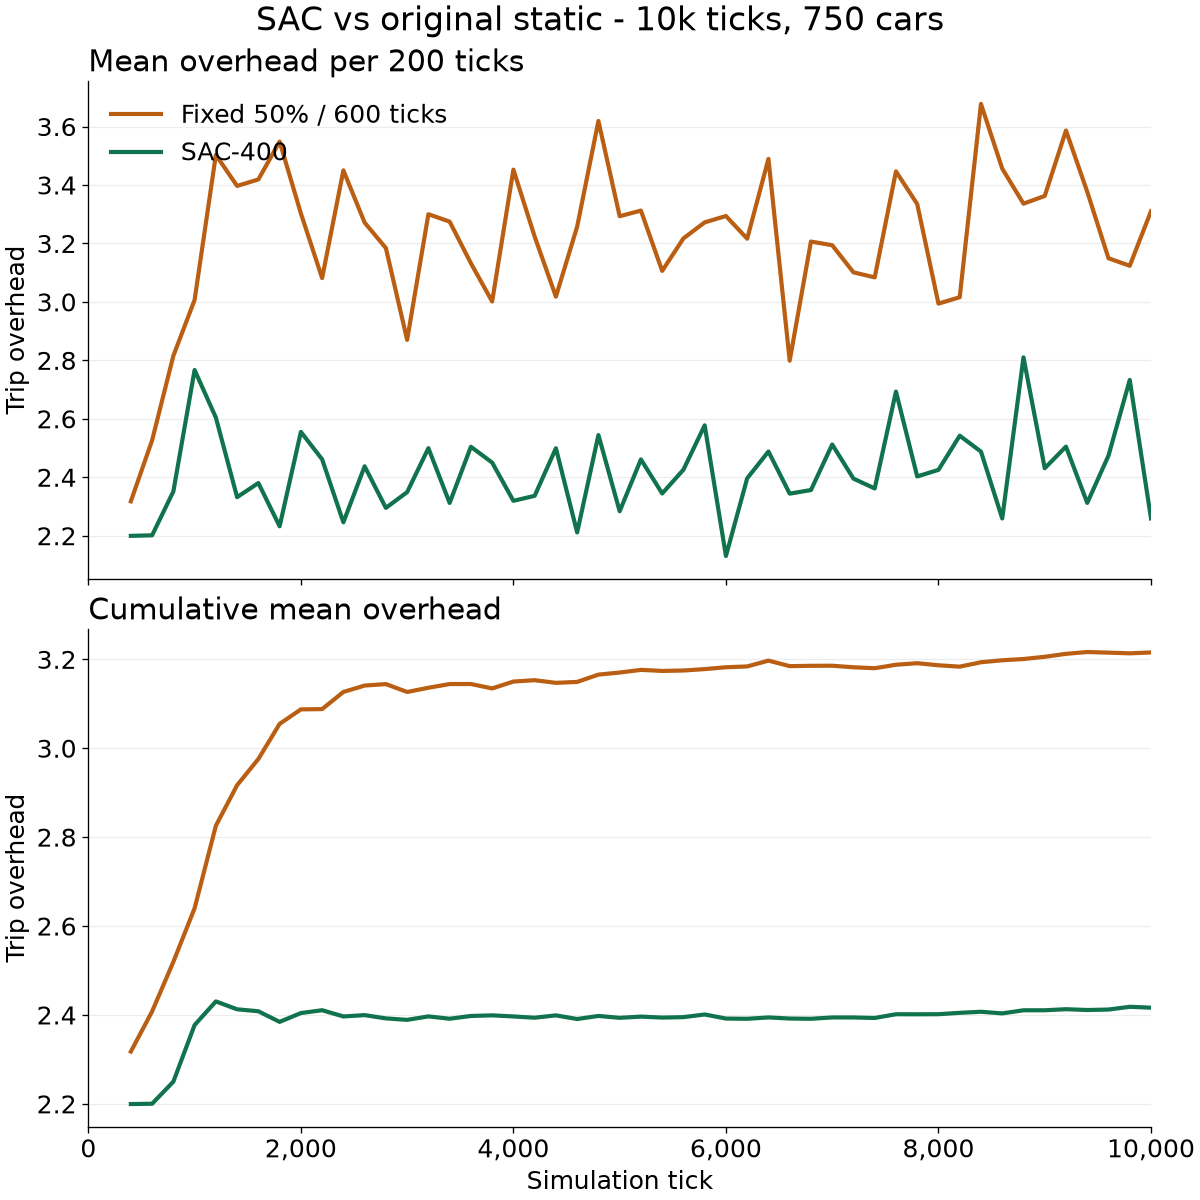 SAC vs original static - 10k ticks, 750 cars
Mean overhead per 200 ticks
Fixed 50% / 600 ticks
SAC-400
3.6
3.4
3.2
3.0
2.8
2.6
2.4
2.2
Trip overhead
Cumulative mean overhead
3.2
3.0
2.8
2.6
2.4
2.2
Trip overhead
0 2,000 4,000 6,000 8,000 10,000
Simulation tick